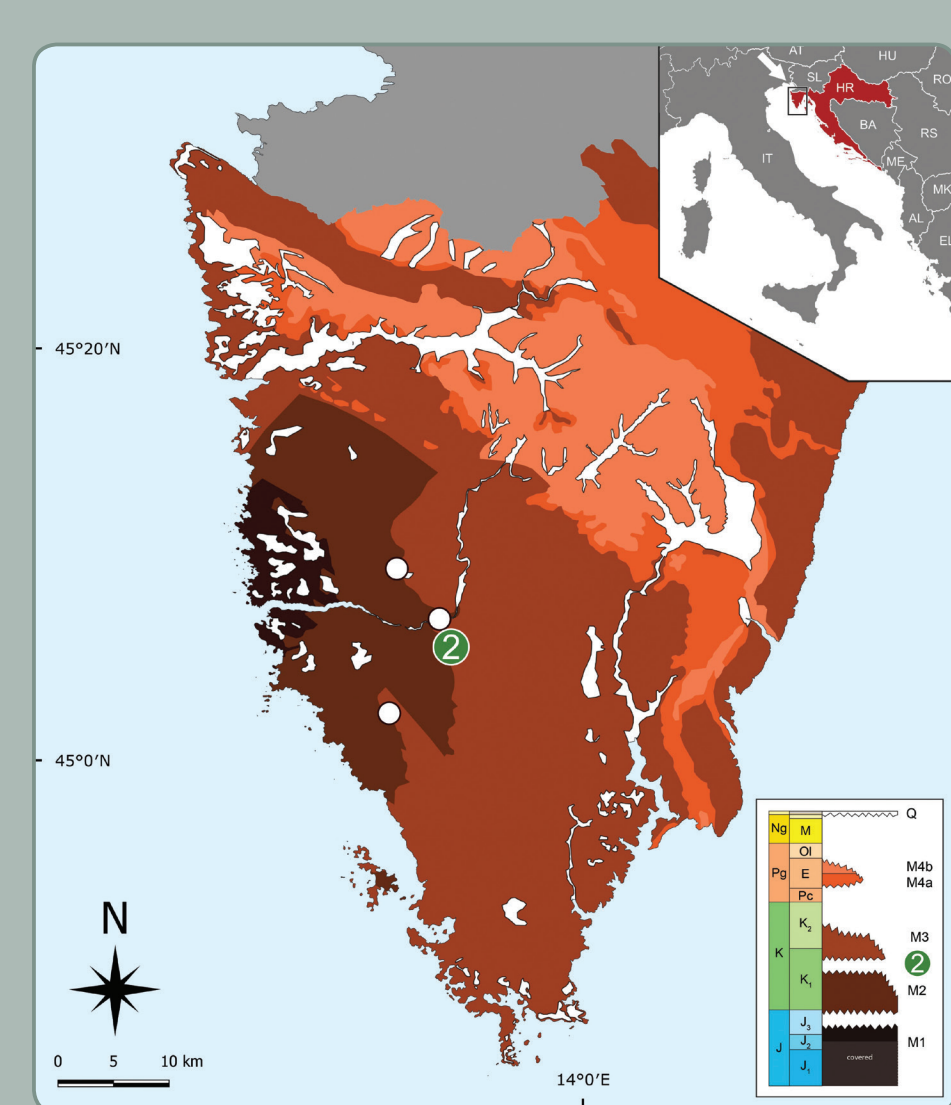 AT
HU
SL
RO
HR
BA
RS
IT
ME
MK
AL
EL
45°20′N
2
45°0′N
N
0 5 10 km
14°0′E
Q
Ng M
Ol
Pg E M4b
M4a
Pc
K₂
M3
K 2
K₁ M2
J₃
J J₂ M1
J₁ covered